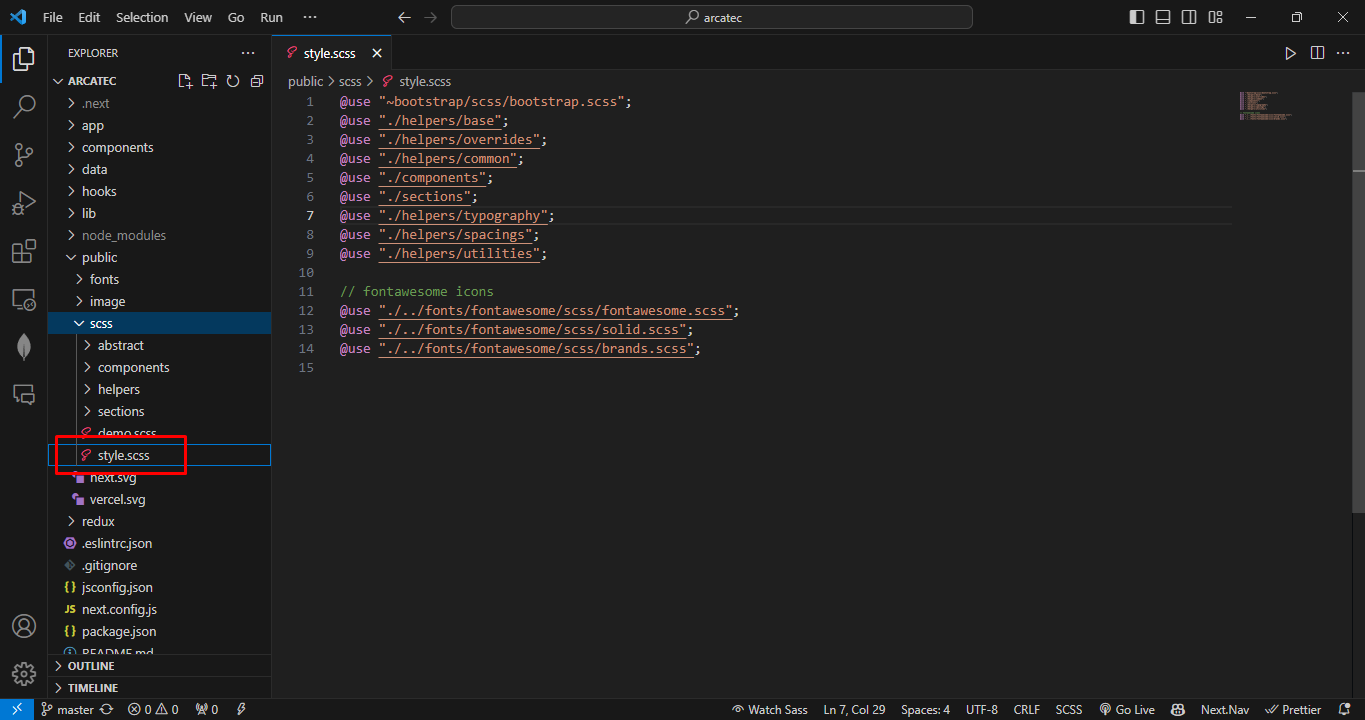 File Edit Selection View Go Run ··· arcatec
EXPLORER ···
ARCATEC
.next
app
components
data
hooks
lib
node_modules
public
fonts
image
scss
abstract
components
helpers
sections
demo.scss
style.scss
next.svg
vercel.svg
redux
.eslintrc.json
.gitignore
{} jsconfig.json
JS next.config.js
{} package.json
README.md
OUTLINE
TIMELINE
style.scss
public > scss > style.scss
1 @use "~bootstrap/scss/bootstrap.scss";
2 @use "./helpers/base";
3 @use "./helpers/overrides";
4 @use "./helpers/common";
5 @use "./components";
6 @use "./sections";
7 @use "./helpers/typography";
8 @use "./helpers/spacings";
9 @use "./helpers/utilities";
10
11 // fontawesome icons
12 @use "./../fonts/fontawesome/scss/fontawesome.scss";
13 @use "./../fonts/fontawesome/scss/solid.scss";
14 @use "./../fonts/fontawesome/scss/brands.scss";
15
master 0 0 0 Watch Sass Ln 7, Col 29 Spaces: 4 UTF-8 CRLF SCSS Go Live Next.Nav Prettier